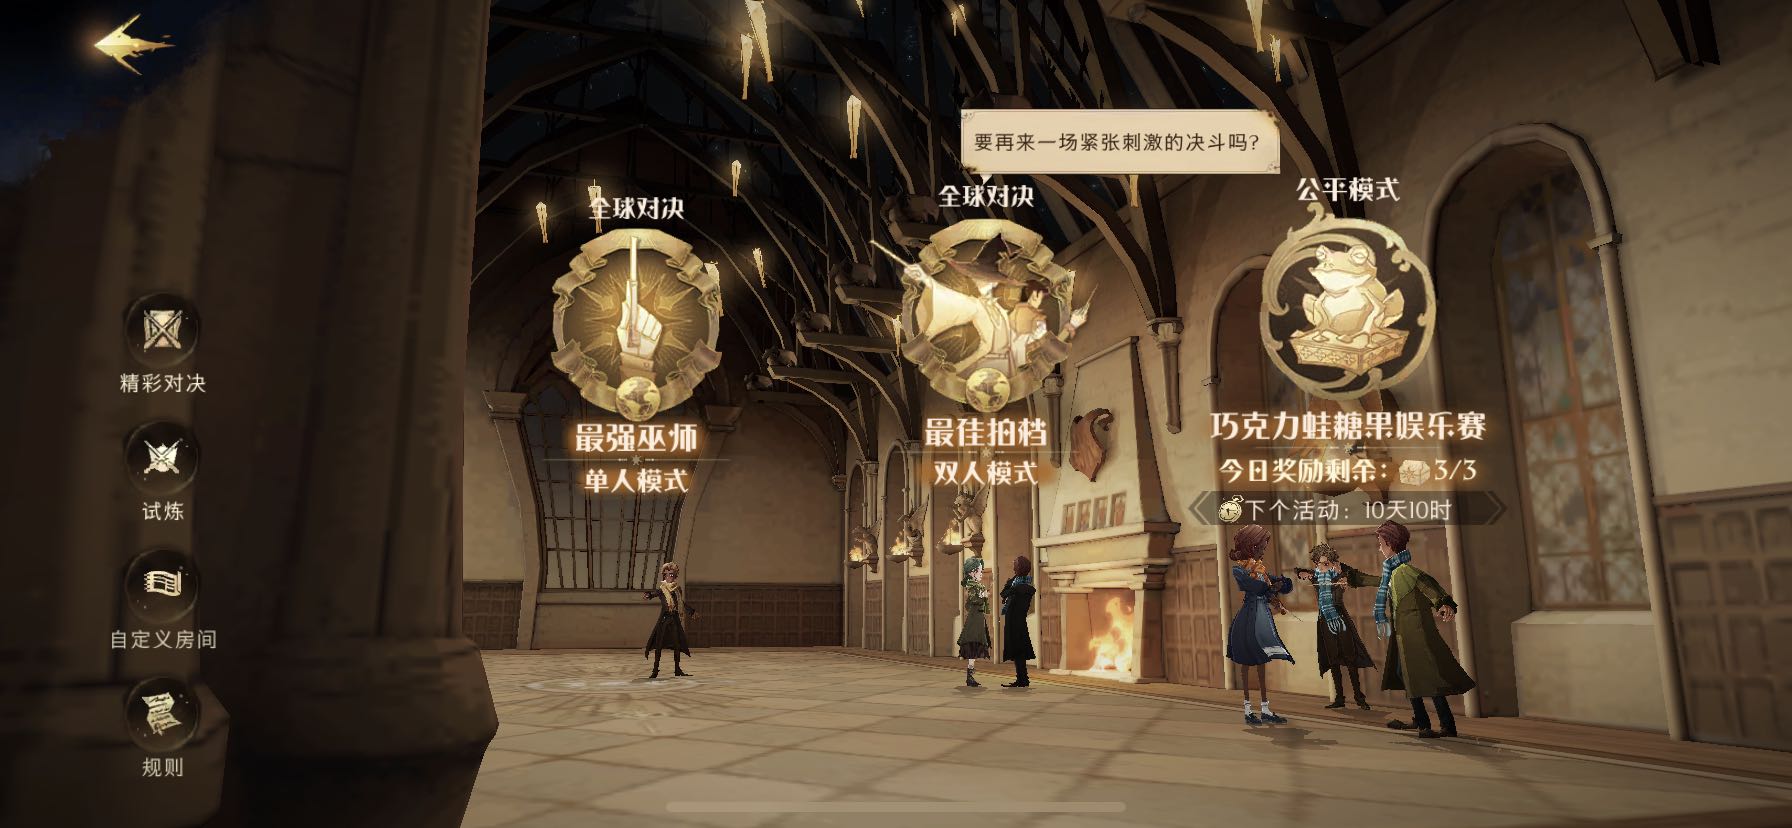 要再来一场紧张刺激的决斗吗?
全球对决
最强巫师
单人模式
全球对决
最佳拍档
双人模式
公平模式
巧克力蛙糖果娱乐赛
今日奖励剩余: 3/3
下个活动: 10天10时
精彩对决
试炼
自定义房间
规则